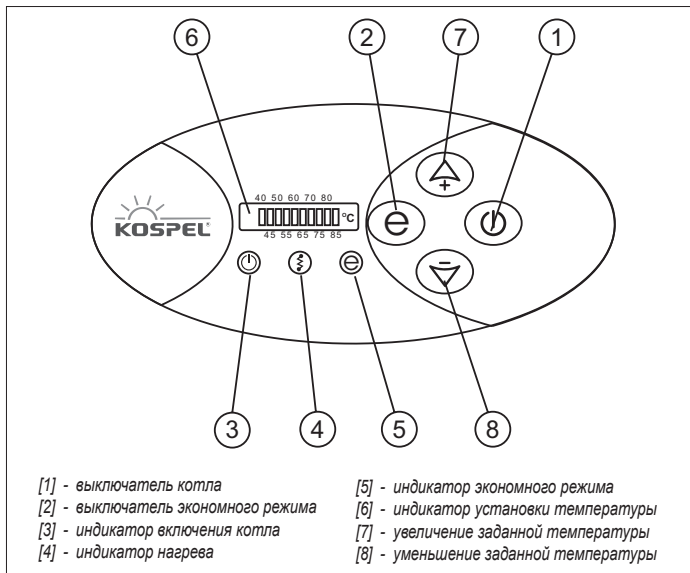 6 2 7 1
40 50 60 70 80
°C
45 55 65 75 85
KOSPEL
e
+
−
e
3 4 5 8
[1] - выключатель котла
[2] - выключатель экономного режима
[3] - индикатор включения котла
[4] - индикатор нагрева
[5] - индикатор экономного режима
[6] - индикатор установки температуры
[7] - увеличение заданной температуры
[8] - уменьшение заданной температуры